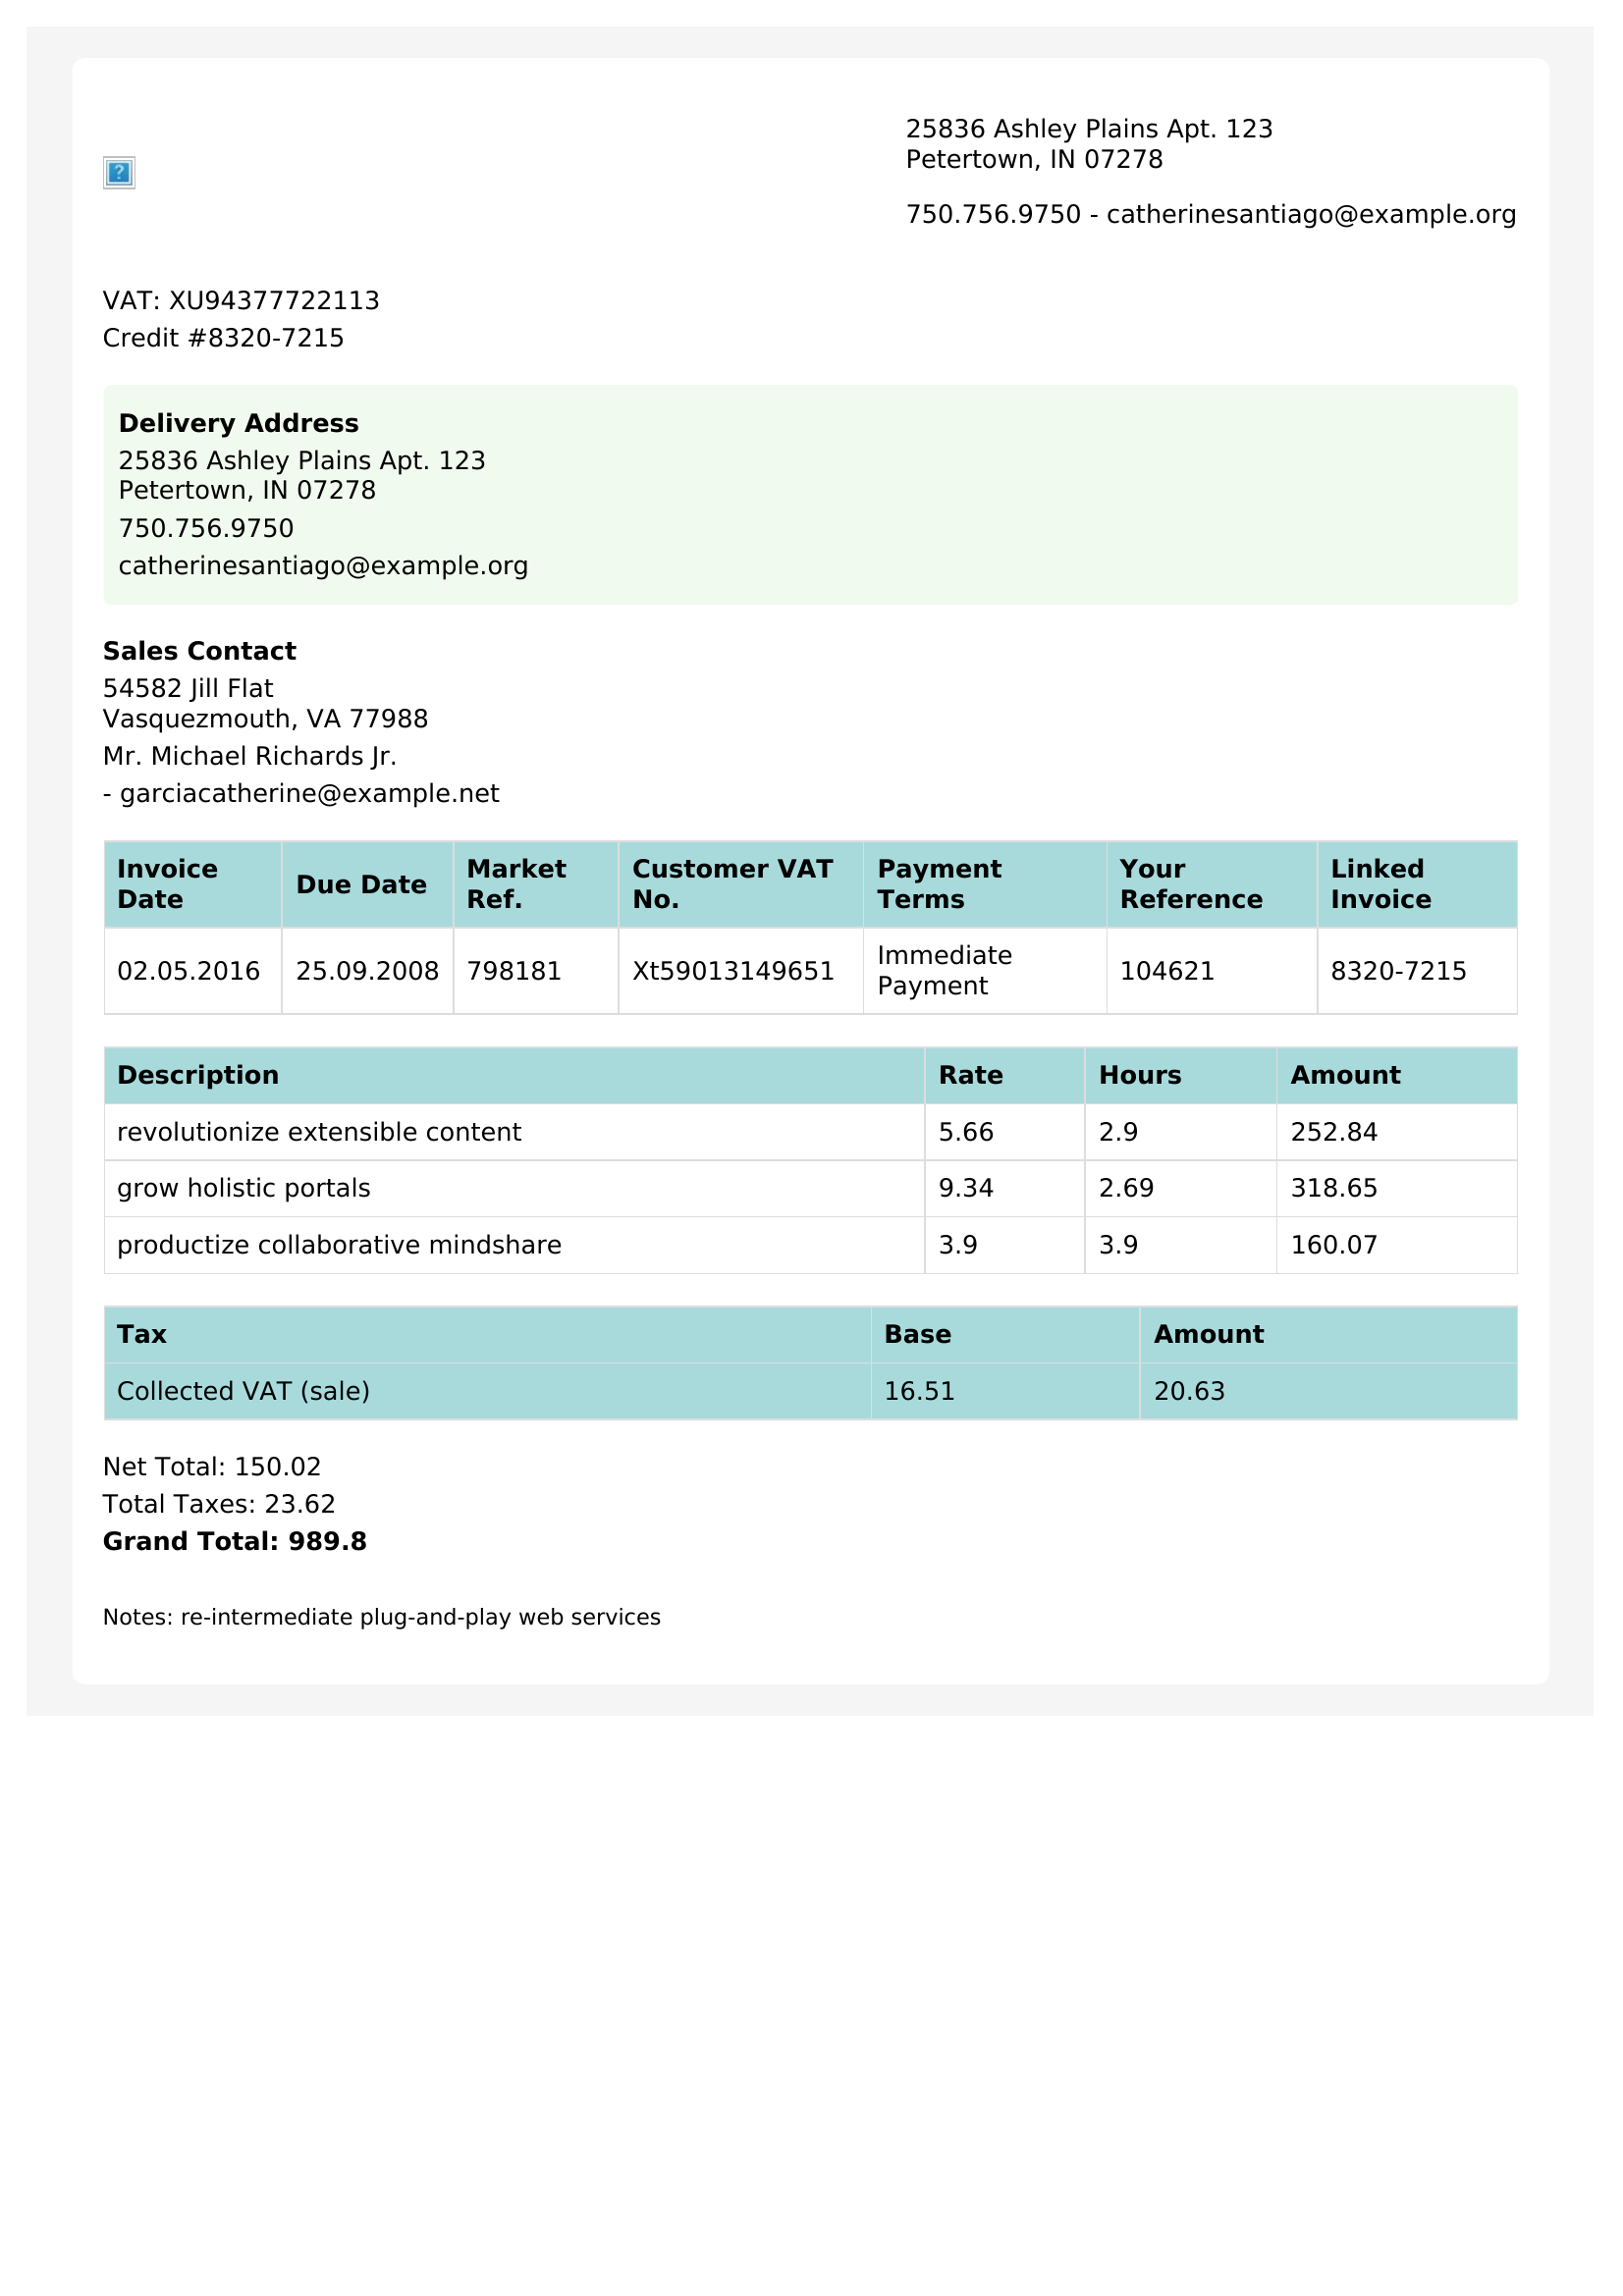 25836 Ashley Plains Apt. 123
Petertown, IN 07278
750.756.9750 - catherinesantiago@example.org
VAT: XU94377722113
Credit #8320-7215
Delivery Address
25836 Ashley Plains Apt. 123
Petertown, IN 07278
750.756.9750
catherinesantiago@example.org
Sales Contact
54582 Jill Flat
Vasquezmouth, VA 77988
Mr. Michael Richards Jr.
- garciacatherine@example.net
Invoice Date Due Date Market Ref. Customer VAT No. Payment Terms Your Reference Linked Invoice
02.05.2016 25.09.2008 798181 Xt59013149651 Immediate Payment 104621 8320-7215
Description Rate Hours Amount
revolutionize extensible content 5.66 2.9 252.84
grow holistic portals 9.34 2.69 318.65
productize collaborative mindshare 3.9 3.9 160.07
Tax Base Amount
Collected VAT (sale) 16.51 20.63
Net Total: 150.02
Total Taxes: 23.62
Grand Total: 989.8
Notes: re-intermediate plug-and-play web services